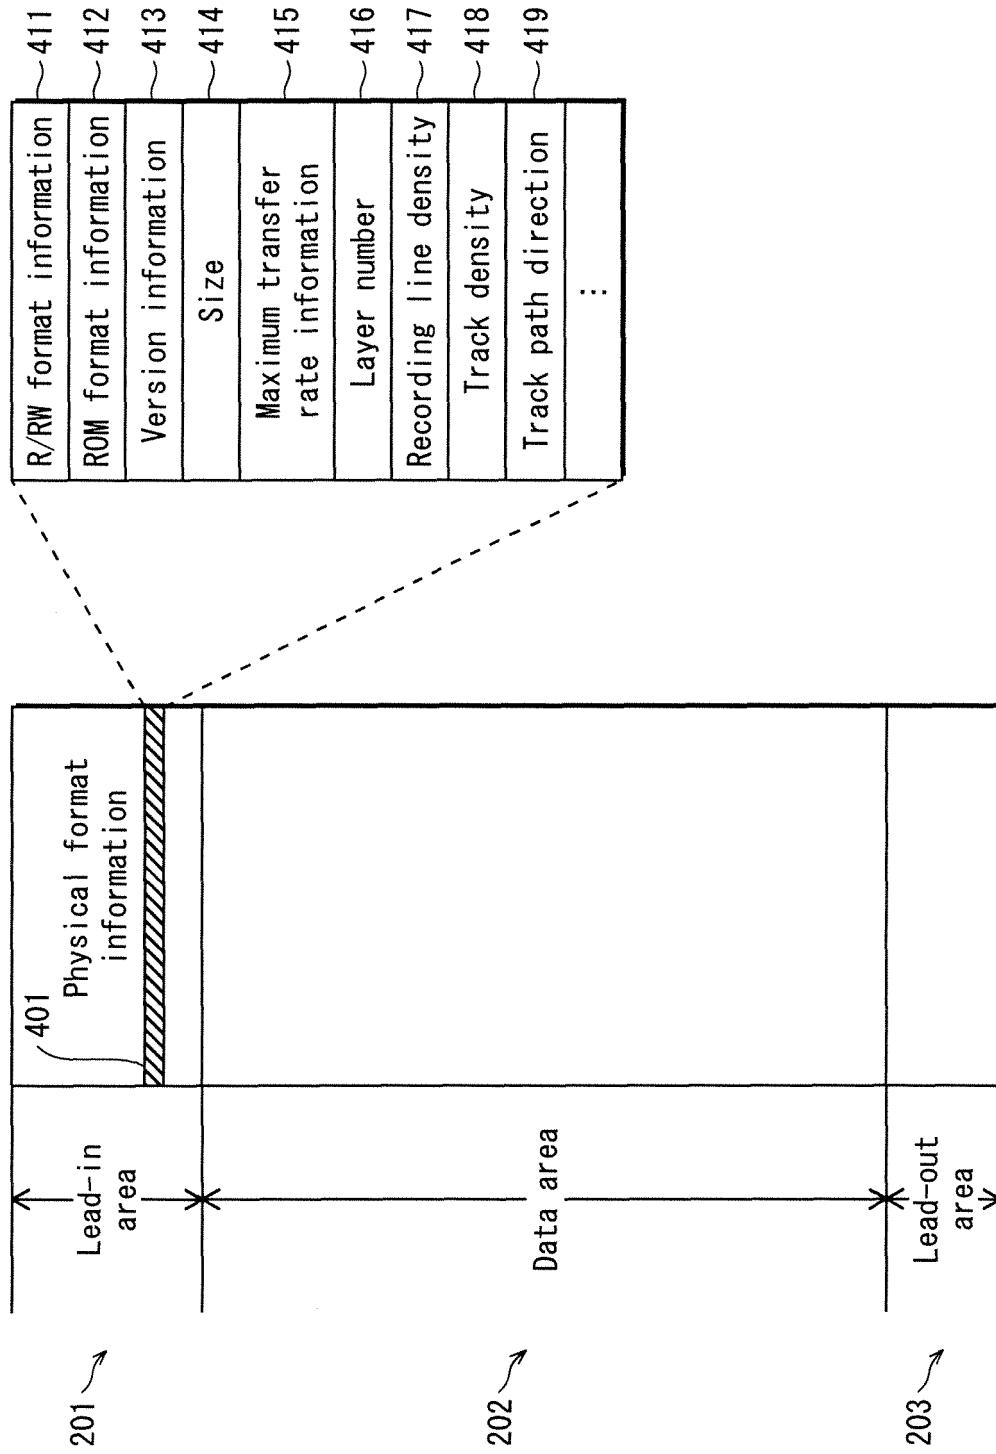 201
Lead-in
area
401
Physical format
information
202
Data area
203
Lead-out
area
R/RW format information
411
ROM format information
412
Version information
413
Size
414
Maximum transfer
rate information
415
Layer number
416
Recording line density
417
Track density
418
Track path direction
419
...